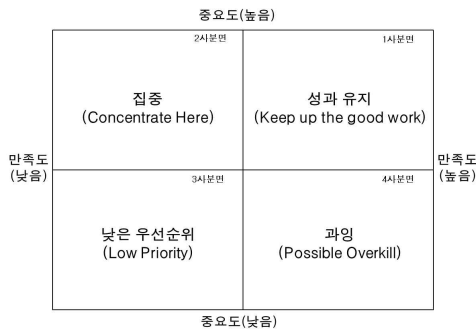 중요도(높음)
2사분면
1사분면
집중
(Concentrate Here)
성과 유지
(Keep up the good work)
만족도
(낮음)
만족도
(높음)
3사분면
4사분면
낮은 우선순위
(Low Priority)
과잉
(Possible Overkill)
중요도(낮음)